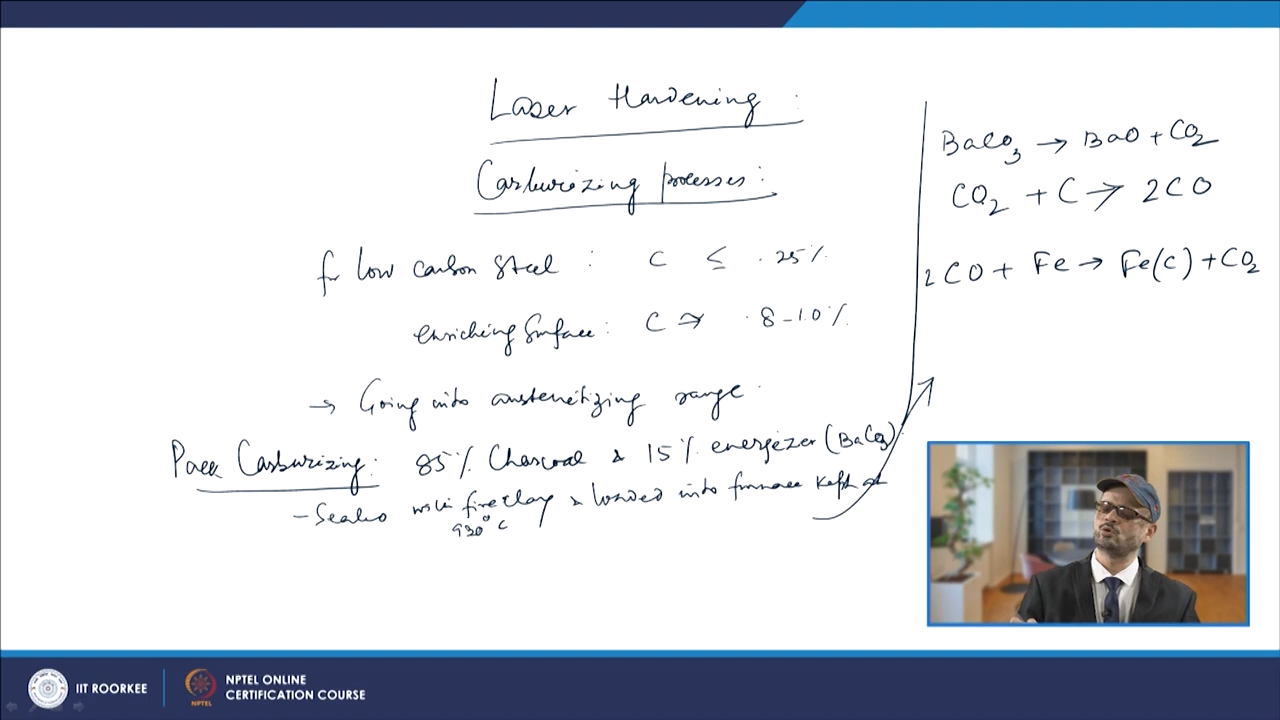 Laser Hardening :
Carburizing processes :
for low carbon steel : C ≤ .25%
enriching surface : C → .8-1.0%.
→ Going into austenitizing range.
Pack Carburizing : 85% Charcoal & 15% energizer (BaCO3).
- Sealed with fireclay & loaded into furnace kept at
930° C
BaCO3 → BaO + CO2
CO2 + C → 2CO
2CO + Fe → Fe(C) + CO2
IIT ROORKEE
NPTEL
NPTEL ONLINE
CERTIFICATION COURSE